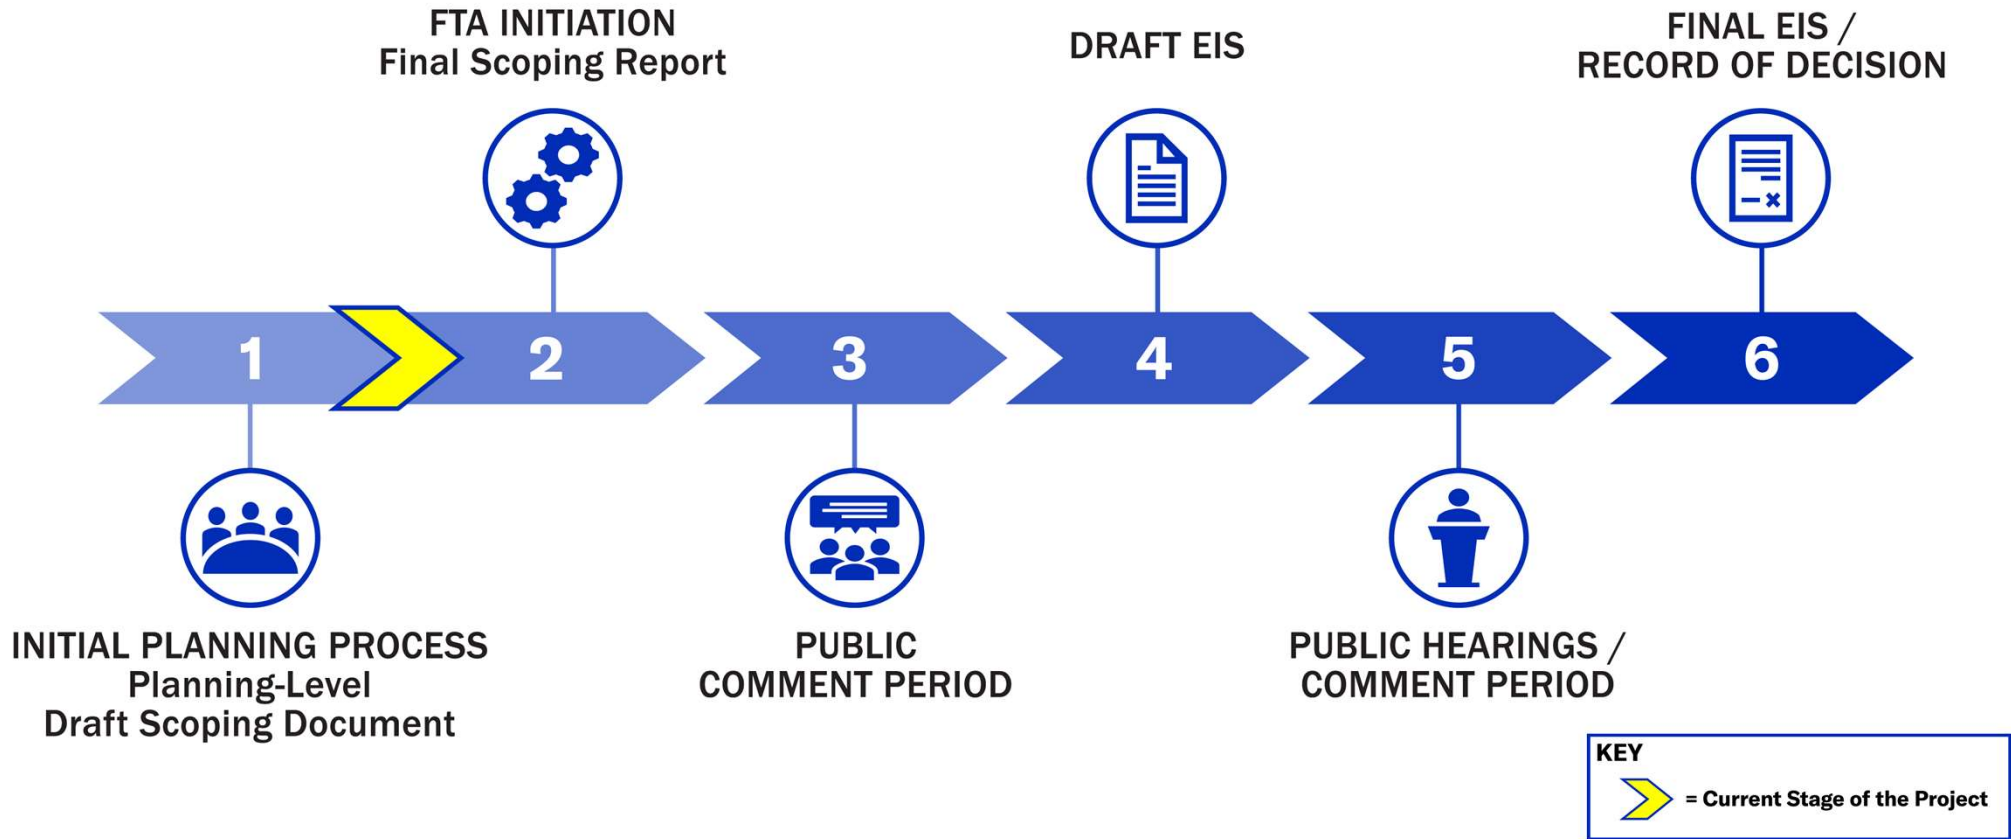 FTA INITIATION
Final Scoping Report
DRAFT EIS
FINAL EIS /
RECORD OF DECISION
1
2
3
4
5
6
INITIAL PLANNING PROCESS
Planning-Level
Draft Scoping Document
PUBLIC
COMMENT PERIOD
PUBLIC HEARINGS /
COMMENT PERIOD
KEY
= Current Stage of the Project